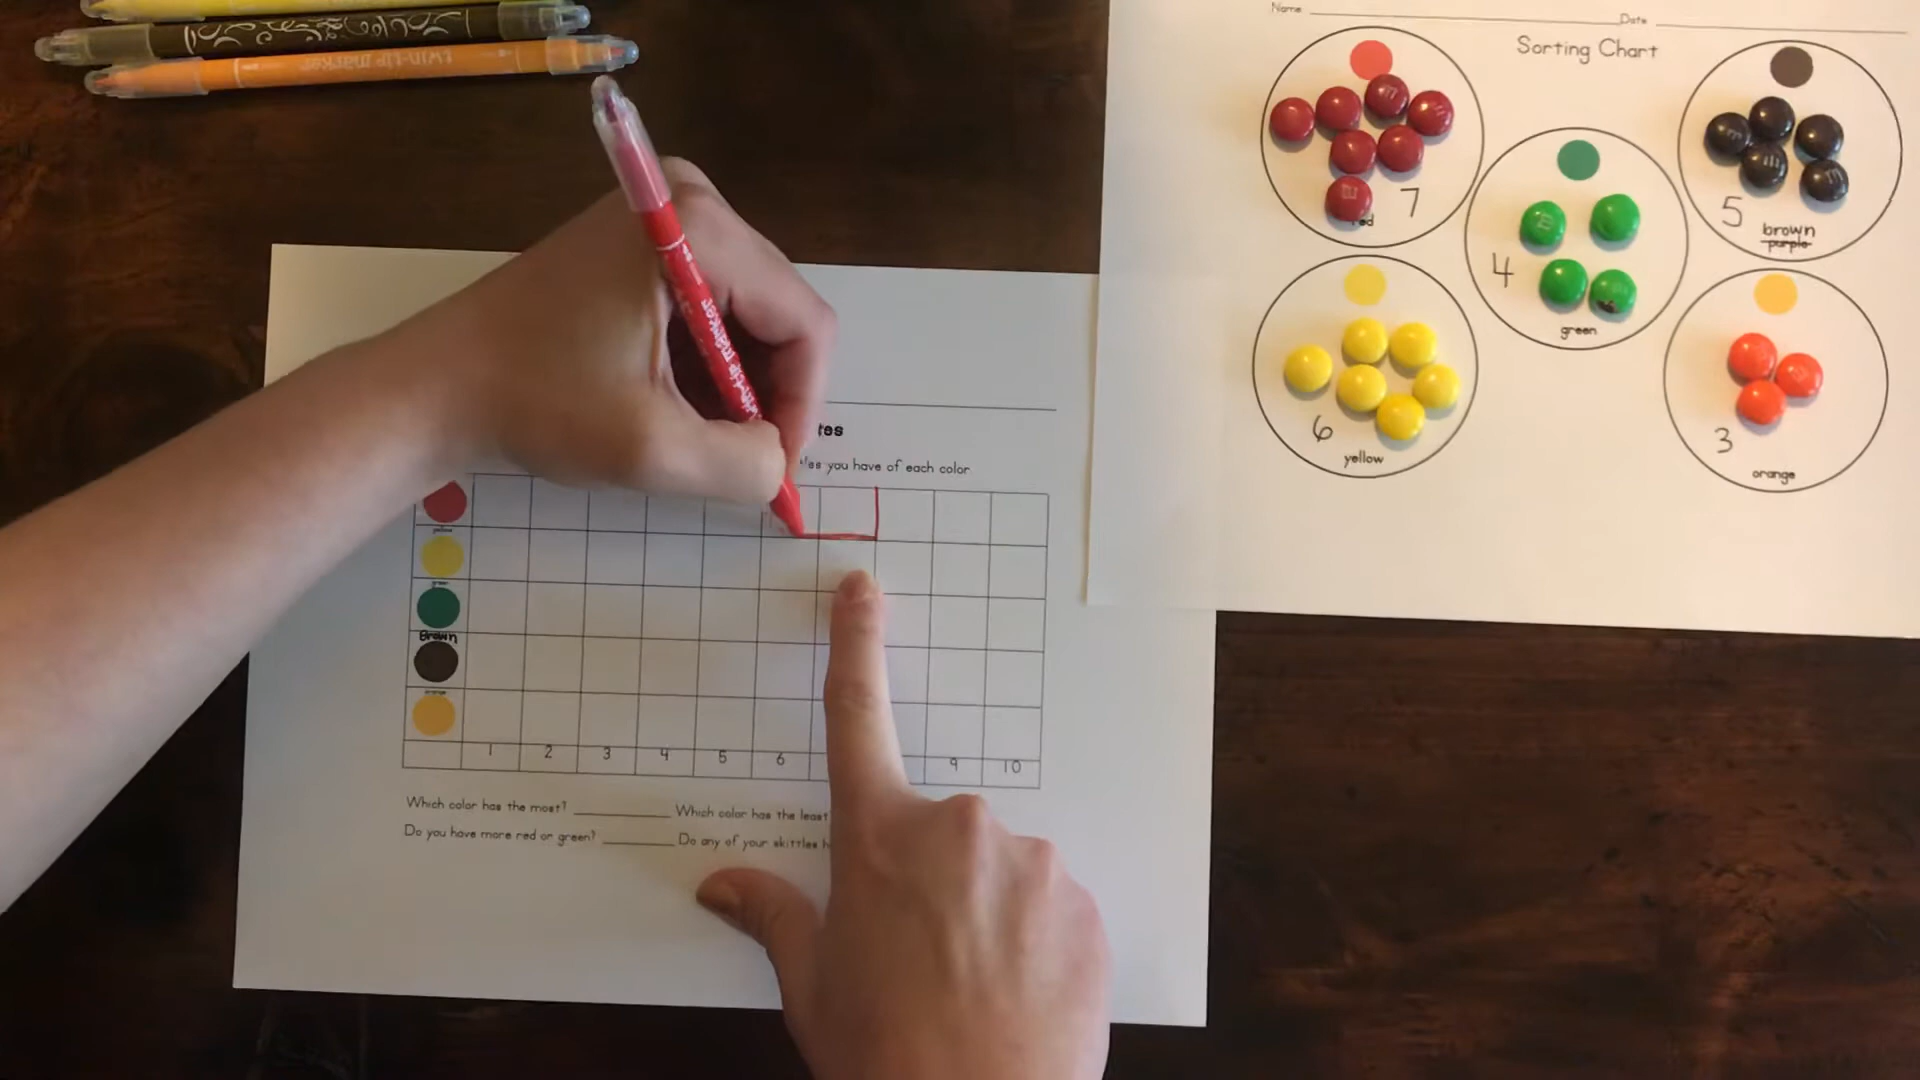 twin-tip marker
twin-tip marker
Name Date
Sorting Chart
7
red
5
brown
purple
4
green
6
yellow
3
orange
you have of each color
yellow
green
Brown
orange
1 2 3 4 5 6 9 10
Which color has the most? Which color has the least
Do you have more red or green? Do any of your skittles